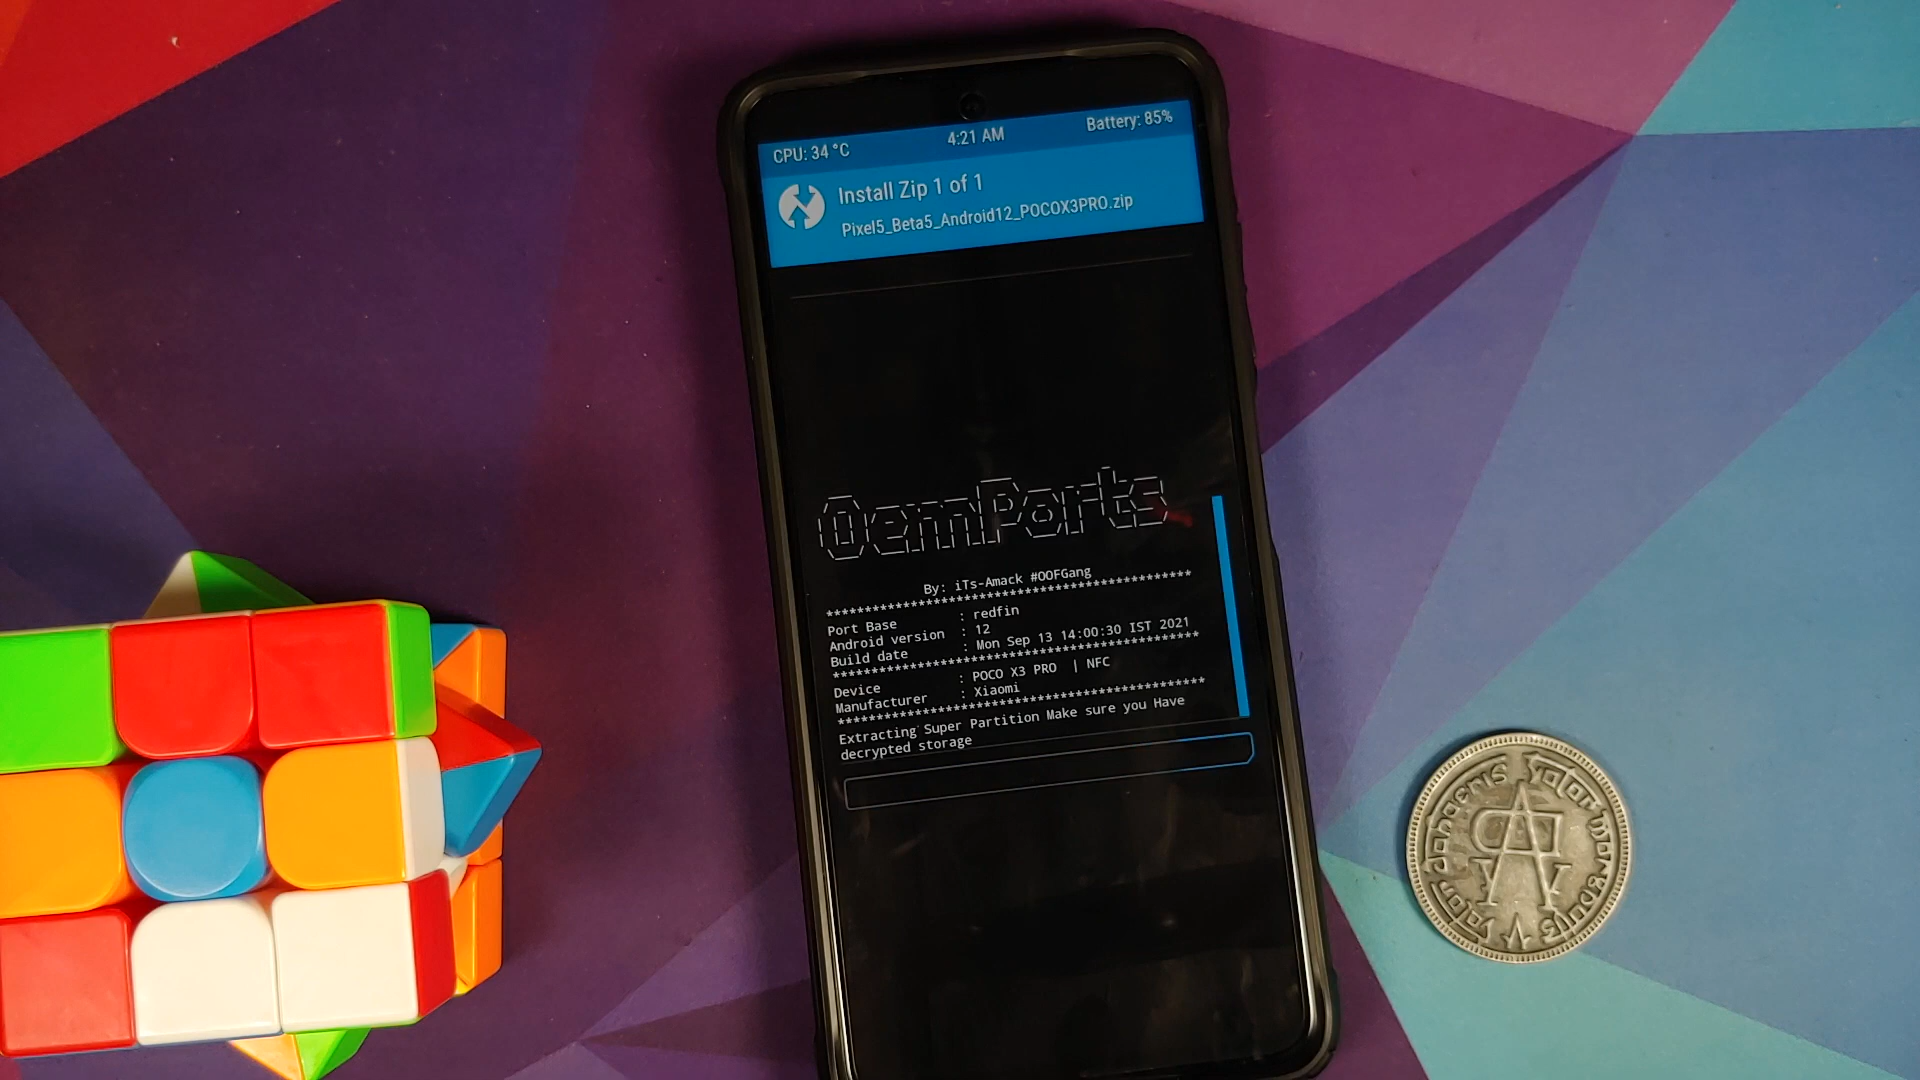 CPU: 34 °C 4:21 AM Battery: 85%
Install Zip 1 of 1
Pixel5_Beta5_Android12_POCOX3PRO.zip
OemPorts
By: iTs-Amack #OOFGang
************************************************
Port Base : redfin
Android version : 12
Build date : Mon Sep 13 14:00:30 IST 2021
************************************************
Device : POCO X3 PRO | NFC
Manufacturer : Xiaomi
************************************************
Extracting Super Partition Make sure you Have
decrypted storage